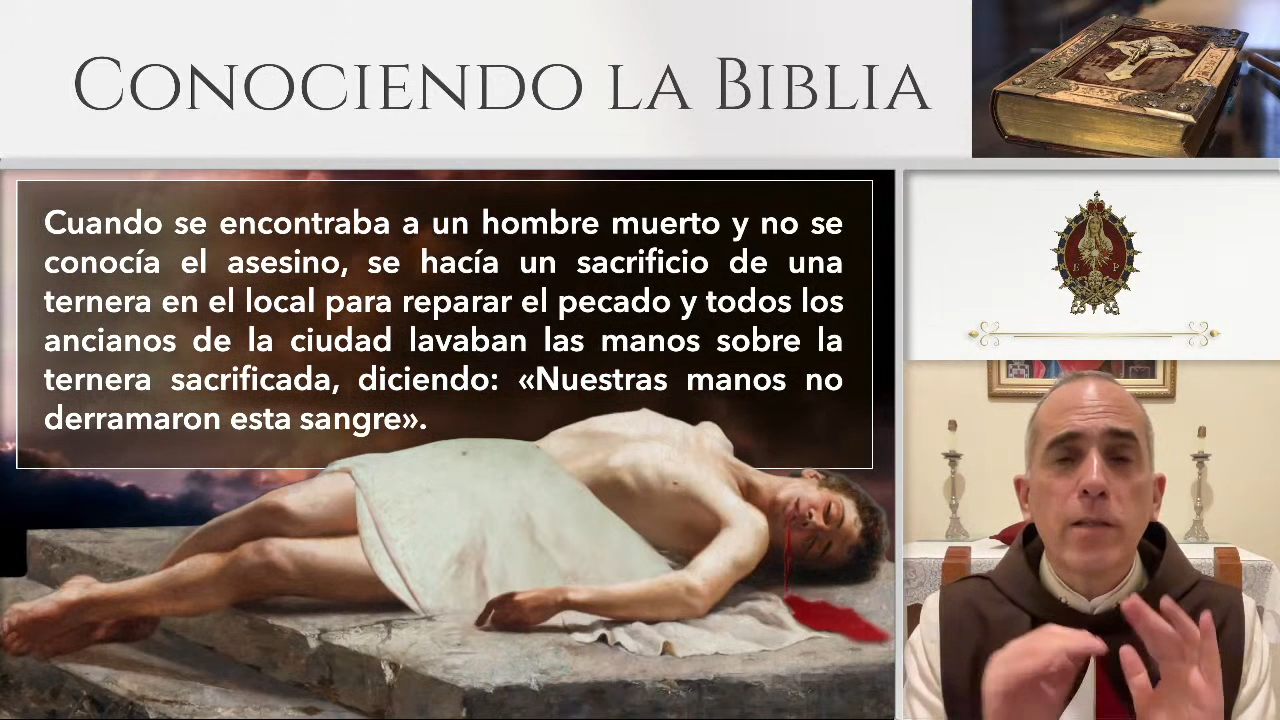 CONOCIENDO LA BIBLIA
Cuando se encontraba a un hombre muerto y no se
conocía el asesino, se hacía un sacrificio de una
ternera en el local para reparar el pecado y todos los
ancianos de la ciudad lavaban las manos sobre la
ternera sacrificada, diciendo: «Nuestras manos no
derramaron esta sangre».
E P